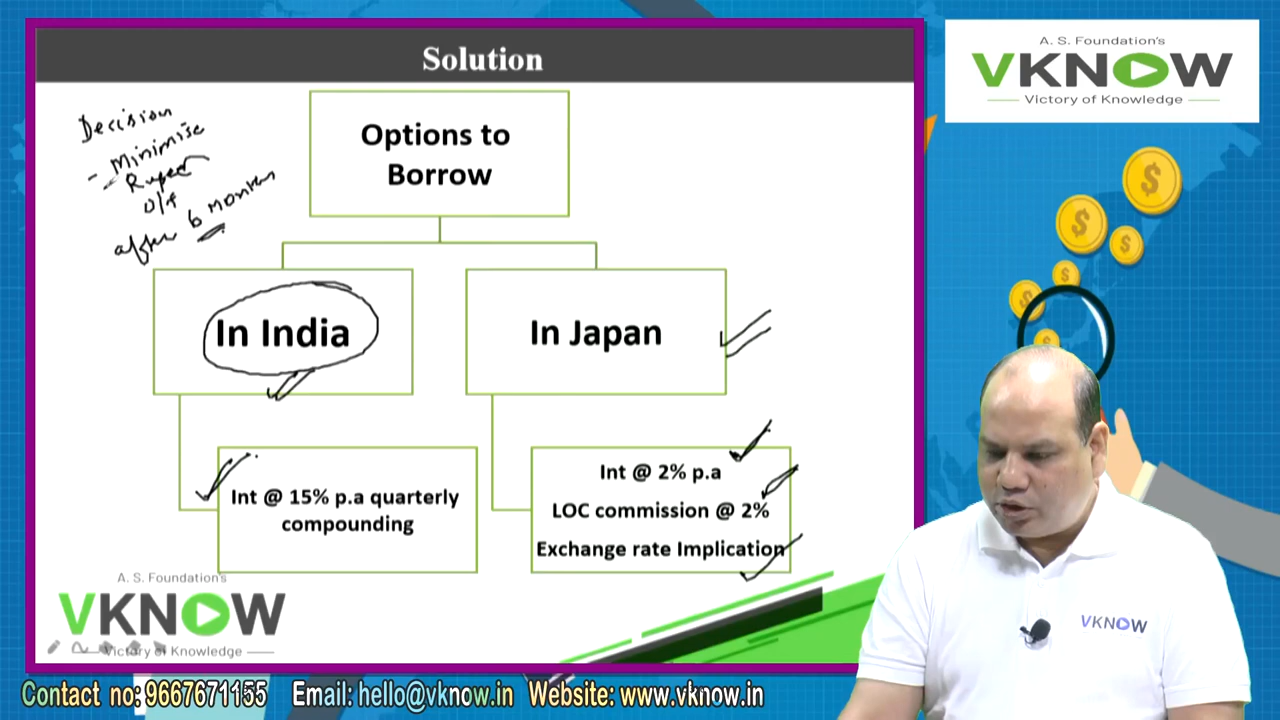 Solution
A. S. Foundation's
VKNOW
Victory of Knowledge
Decision
- Minimise
Rupee
O/f
after 6 months
Options to
Borrow
In India
In Japan
Int @ 15% p.a quarterly
compounding
Int @ 2% p.a
LOC commission @ 2%
Exchange rate Implication
A. S. Foundation's
VKNOW
Victory of Knowledge
VKNOW
Contact no: 9667671155 Email: hello@vknow.in Website: www.vknow.in